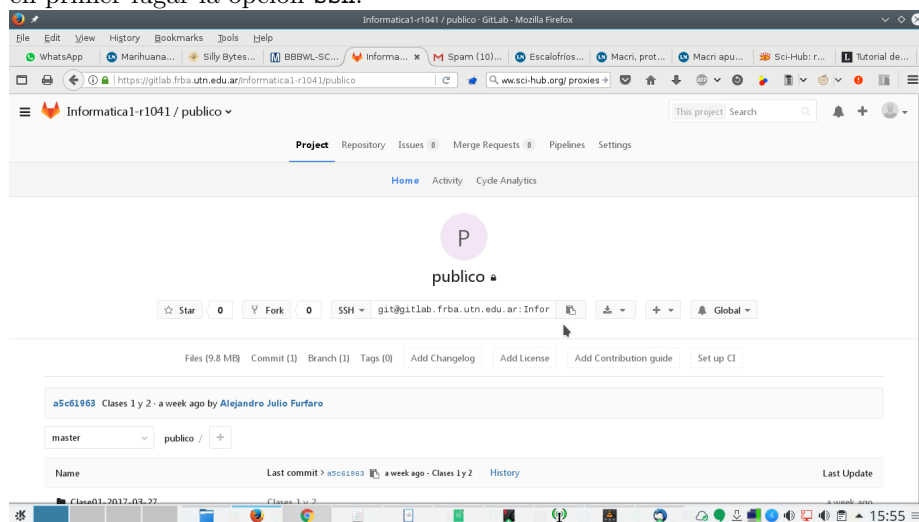 en primer lugar la opción ssh.
Informatica1-r1041 / publico · GitLab - Mozilla Firefox
File Edit View History Bookmarks Tools Help
WhatsApp Marihuana... Silly Bytes... BBBWL-SC... Informa... × M Spam (10)... Escalofríos... Macri, prot... Macri apu... Sci-Hub: r... Tutorial de...
https://gitlab.frba.utn.edu.ar/Informatica1-r1041/publico ww.sci-hub.org/ proxies
Informatica1-r1041 / publico This project Search
Project Repository Issues 0 Merge Requests 0 Pipelines Settings
Home Activity Cycle Analytics
P
publico
Star 0 Fork 0 SSH git@gitlab.frba.utn.edu.ar:Infor Global
Files (9.8 MB) Commit (1) Branch (1) Tags (0) Add Changelog Add License Add Contribution guide Set up CI
a5c61963 Clases 1 y 2 · a week ago by Alejandro Julio Furfaro
master publico / +
Name Last commit > a5c61963 a week ago - Clases 1 y 2 History Last Update
Clase01-2017-03-27 Clases 1 y 2 a week ago
15:55